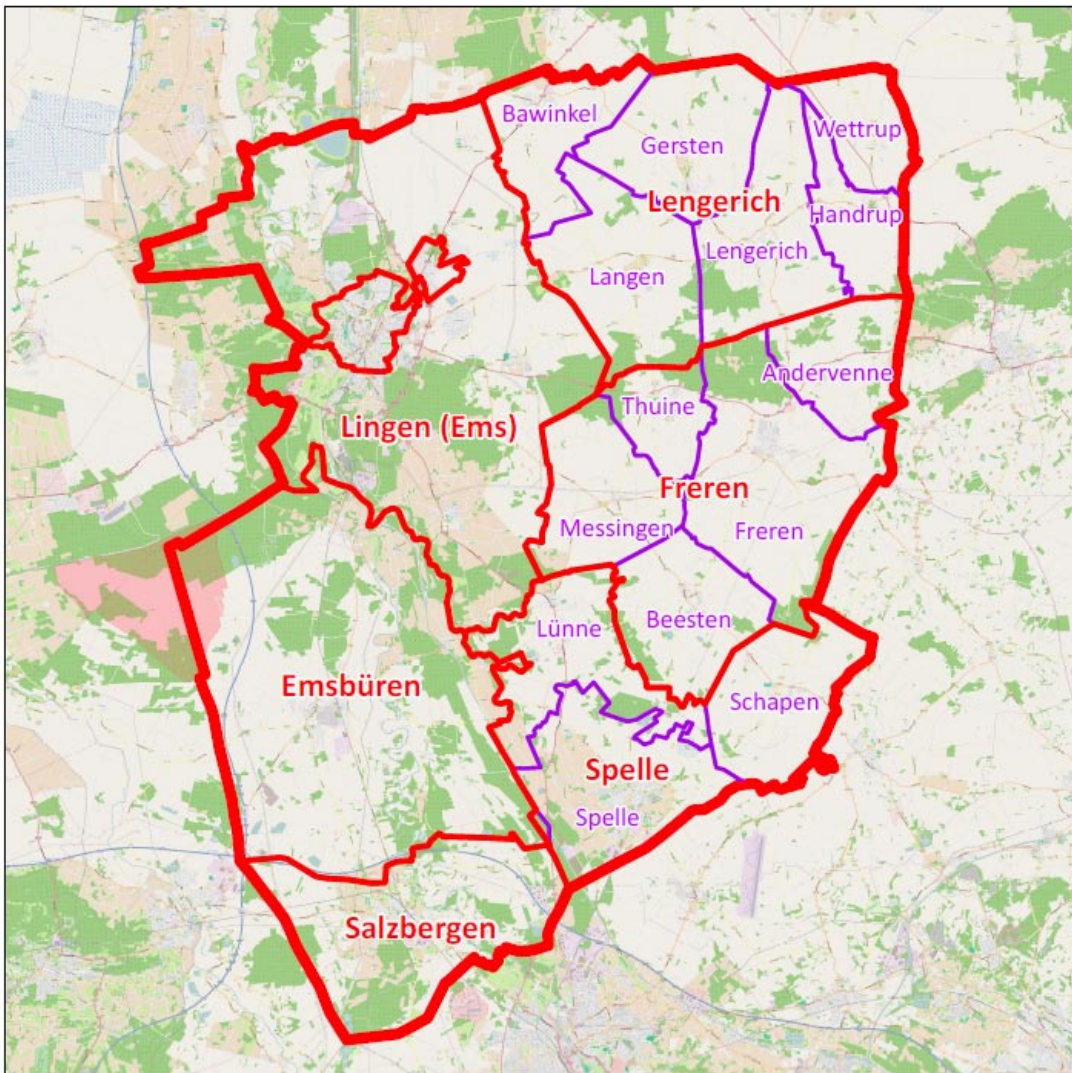 Bawinkel
Wettrup
Gersten
Lengerich
Handrup
Lengerich
Langen
Andervenne
Thuine
Lingen (Ems)
Freren
Messingen
Freren
Beesten
Lünne
Emsbüren
Schapen
Spelle
Spelle
Salzbergen